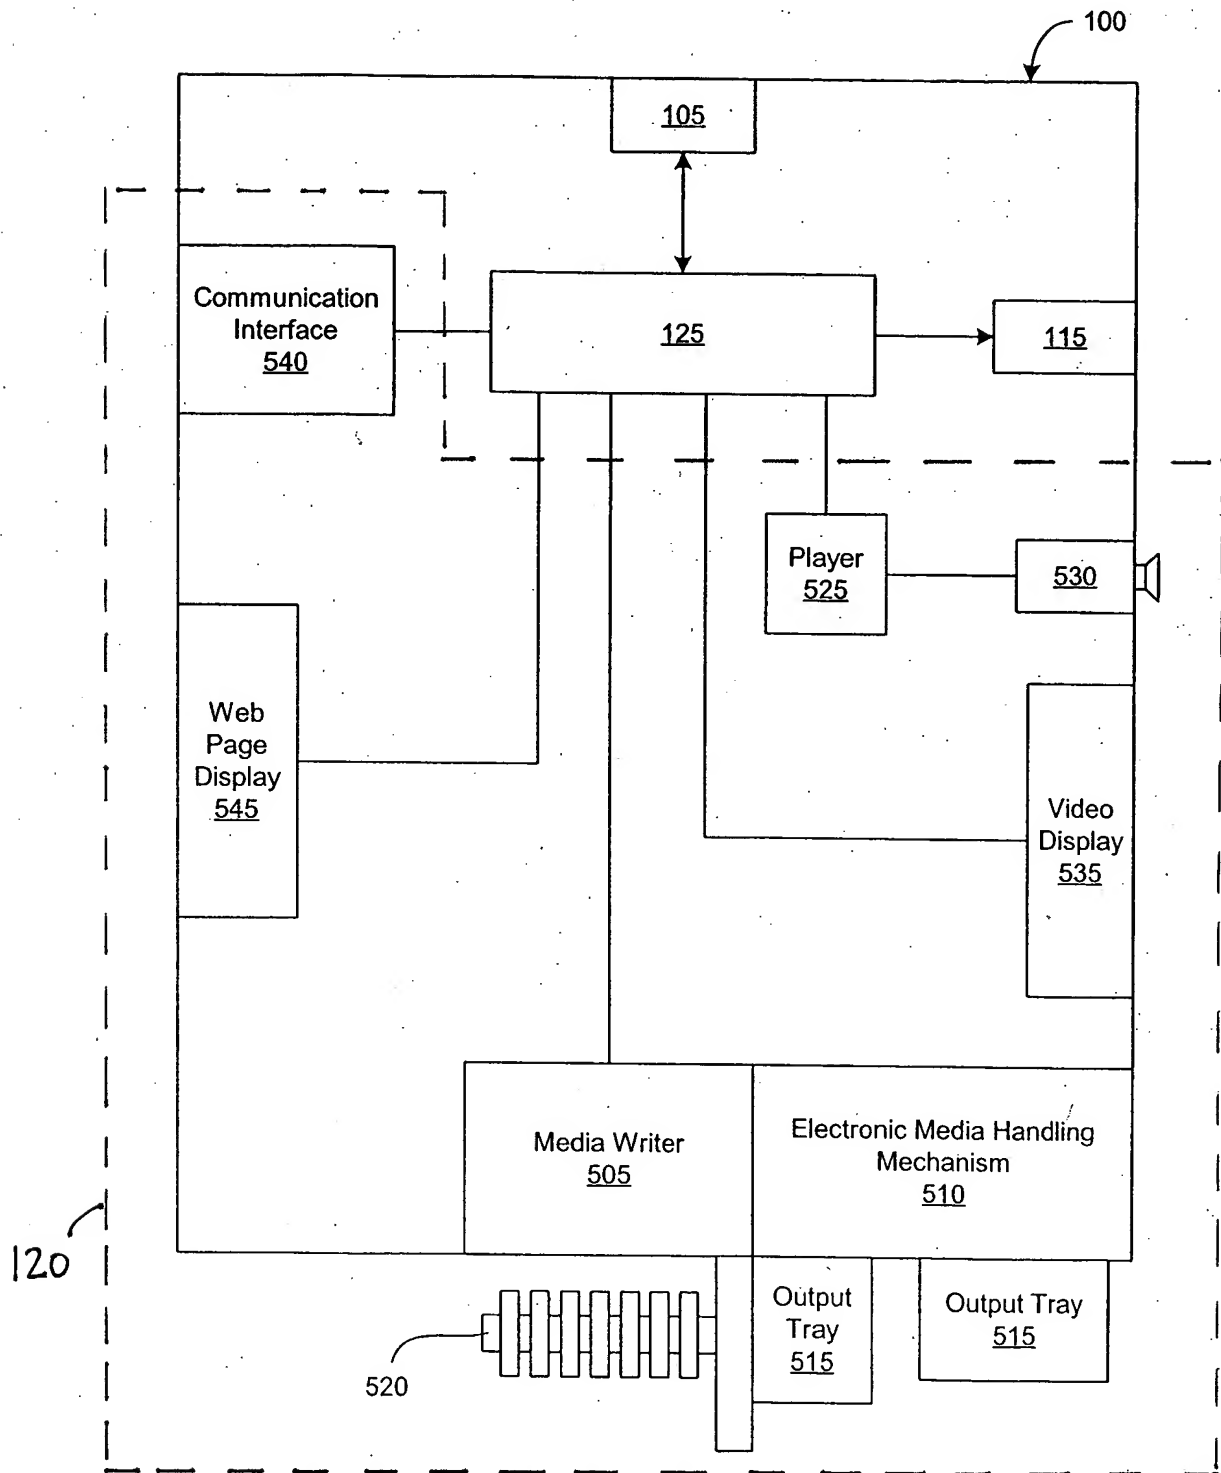 100
105
Communication
Interface
540
125
115
Player
525
530
Web
Page
Display
545
Video
Display
535
Media Writer
505
Electronic Media Handling
Mechanism
510
120
Output
Tray
515
Output Tray
515
520